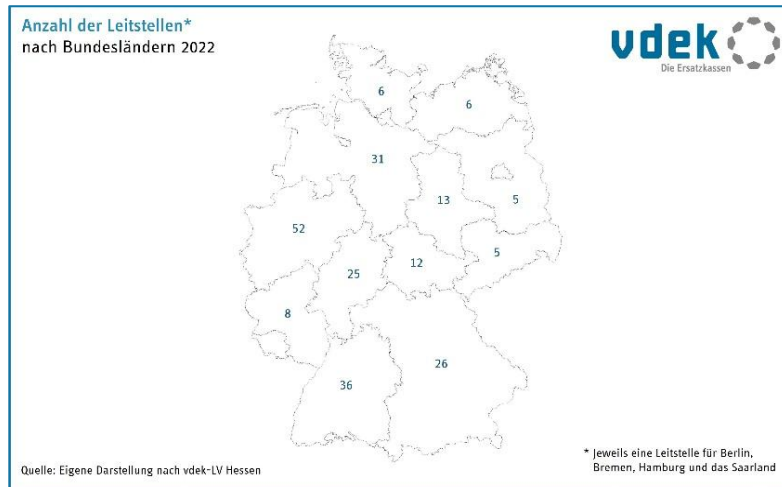 Anzahl der Leitstellen*
nach Bundesländern 2022
vdek
Die Ersatzkassen
6
6
31
13
5
52
5
12
25
8
26
36
Quelle: Eigene Darstellung nach vdek-LV Hessen
* Jeweils eine Leitstelle für Berlin,
Bremen, Hamburg und das Saarland